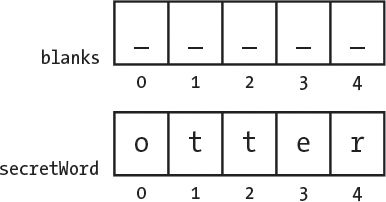 blanks _ _ _ _ _
0 1 2 3 4
secretWord o t t e r
0 1 2 3 4